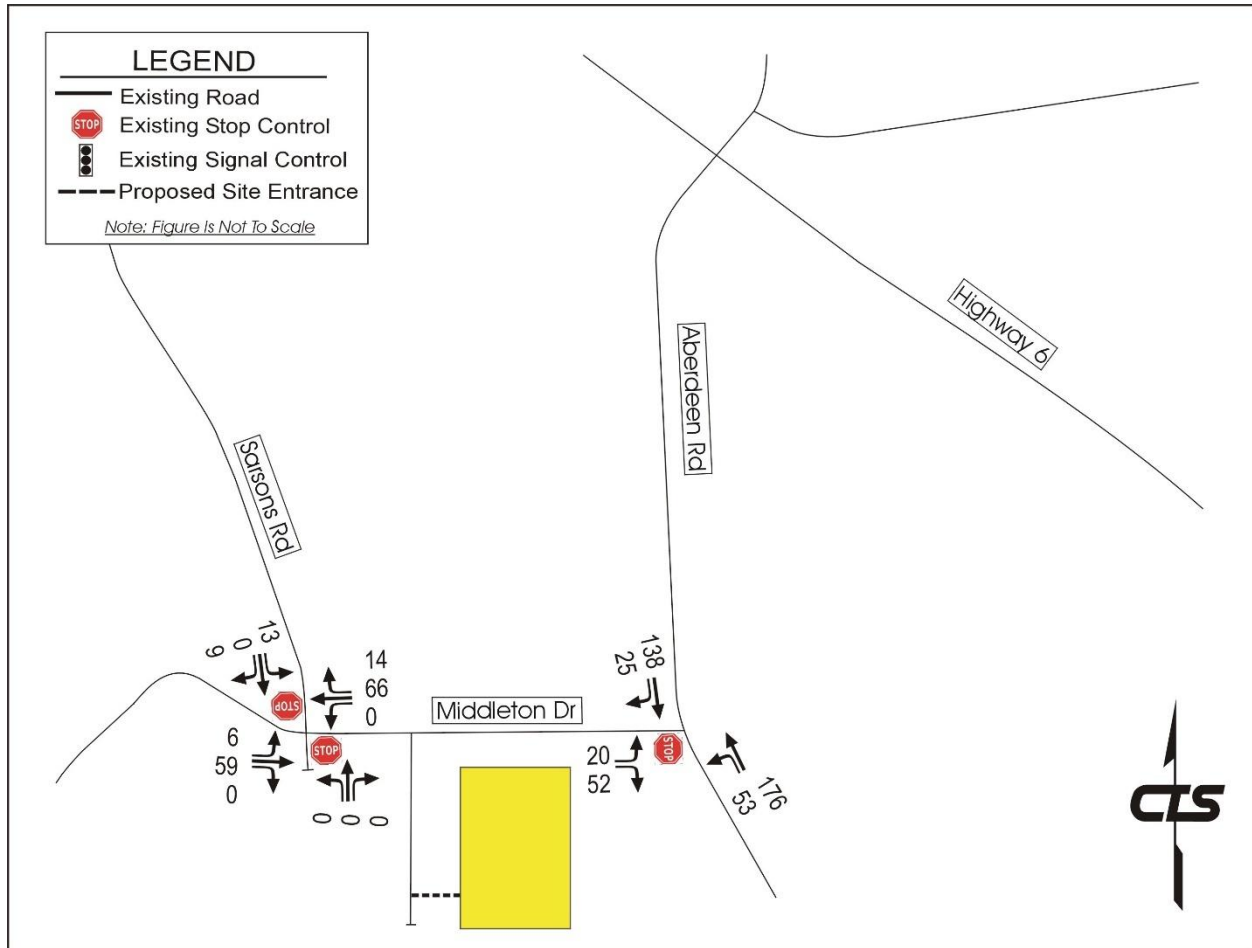 LEGEND
Existing Road
STOP Existing Stop Control
Existing Signal Control
Proposed Site Entrance
Note: Figure Is Not To Scale
Highway 6
Aberdeen Rd
Sarsons Rd
13
0
9
14
66
0
138
25
Middleton Dr
STOP
STOP
STOP
6
59
0
20
52
176
53
0
0
0
CTS